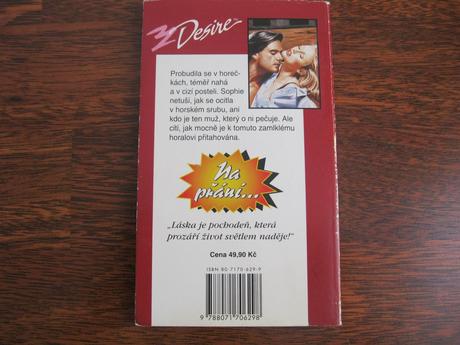 Desire
Probudila se v horeč-
kách, téměř nahá
a v cizí posteli. Sophie
netuší, jak se ocitla
v horském srubu, ani
kdo je ten muž, který o ni pečuje. Ale
cítí, jak mocně je k tomuto zamlklému
horalovi přitahována.
Na
přání...
„Láska je pochodeň, která
prozáří život světlem naděje!“
Cena 49,90 Kč
ISBN 80-7170-629-9
9 788071 706298